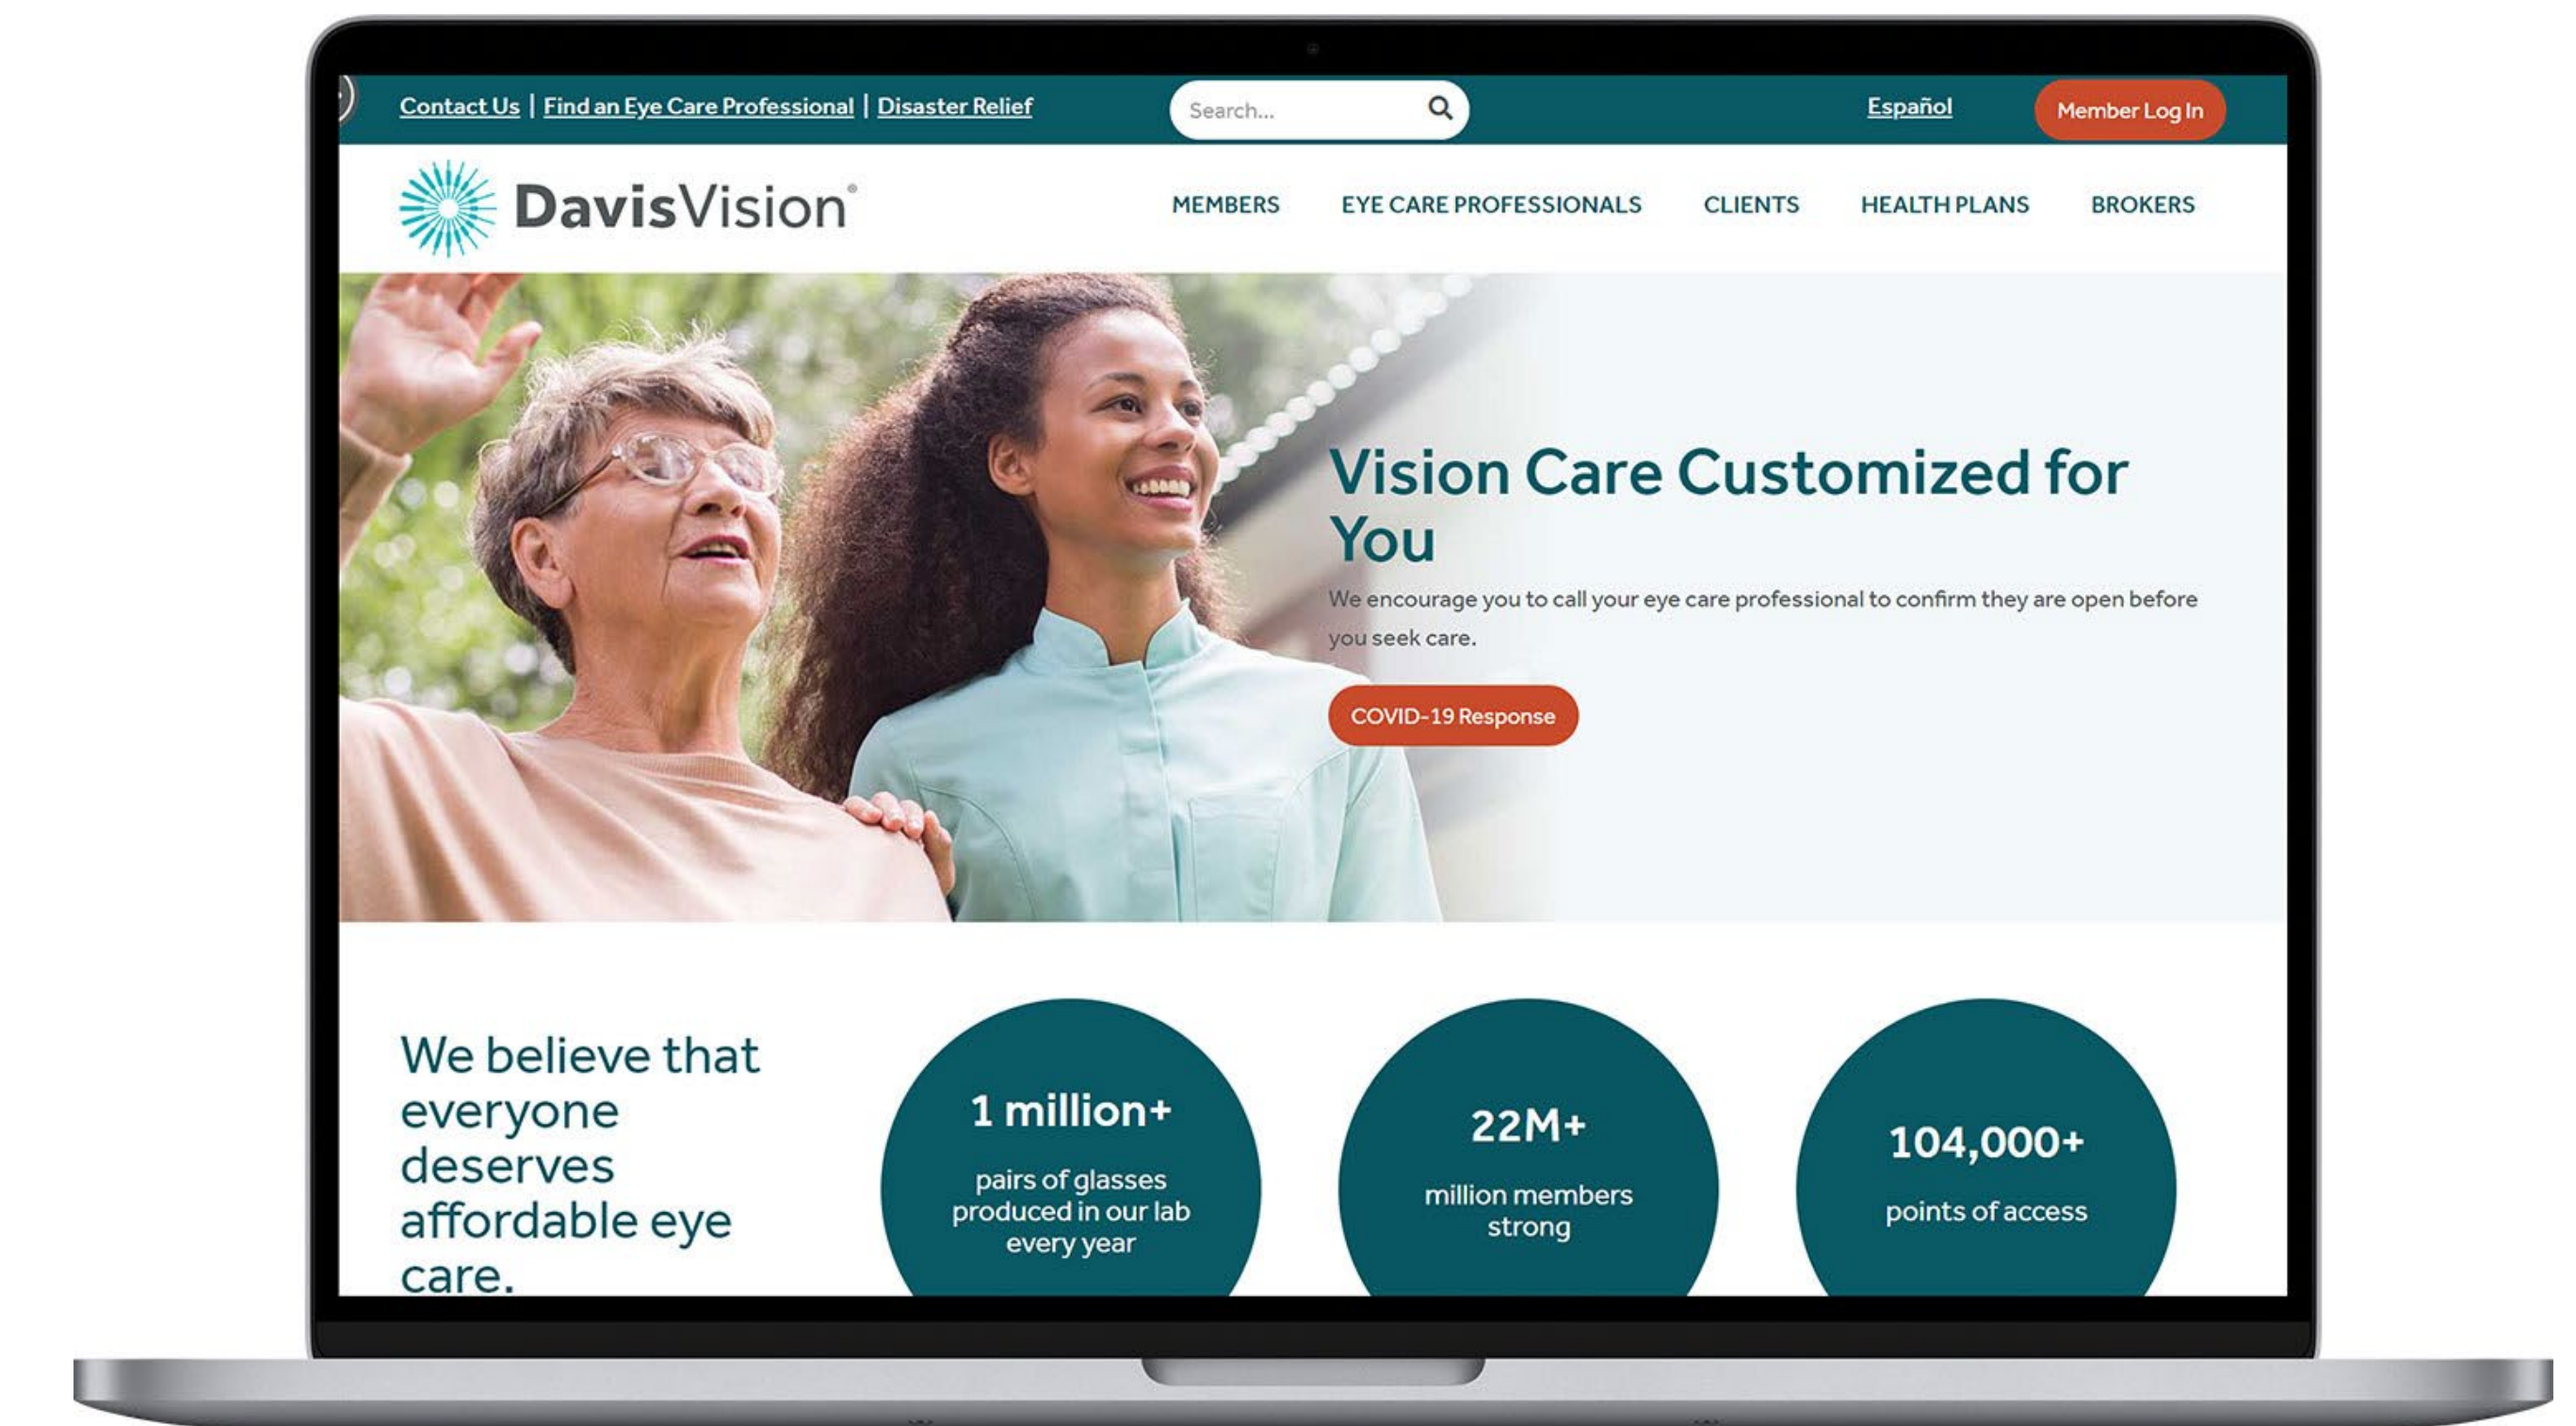 Contact Us | Find an Eye Care Professional | Disaster Relief
Search...
Español
Member Log In
DavisVision®
MEMBERS
EYE CARE PROFESSIONALS
CLIENTS
HEALTH PLANS
BROKERS
Vision Care Customized for
You
We encourage you to call your eye care professional to confirm they are open before
you seek care.
COVID-19 Response
We believe that
everyone
deserves
affordable eye
care.
1 million+
pairs of glasses
produced in our lab
every year
22M+
million members
strong
104,000+
points of access